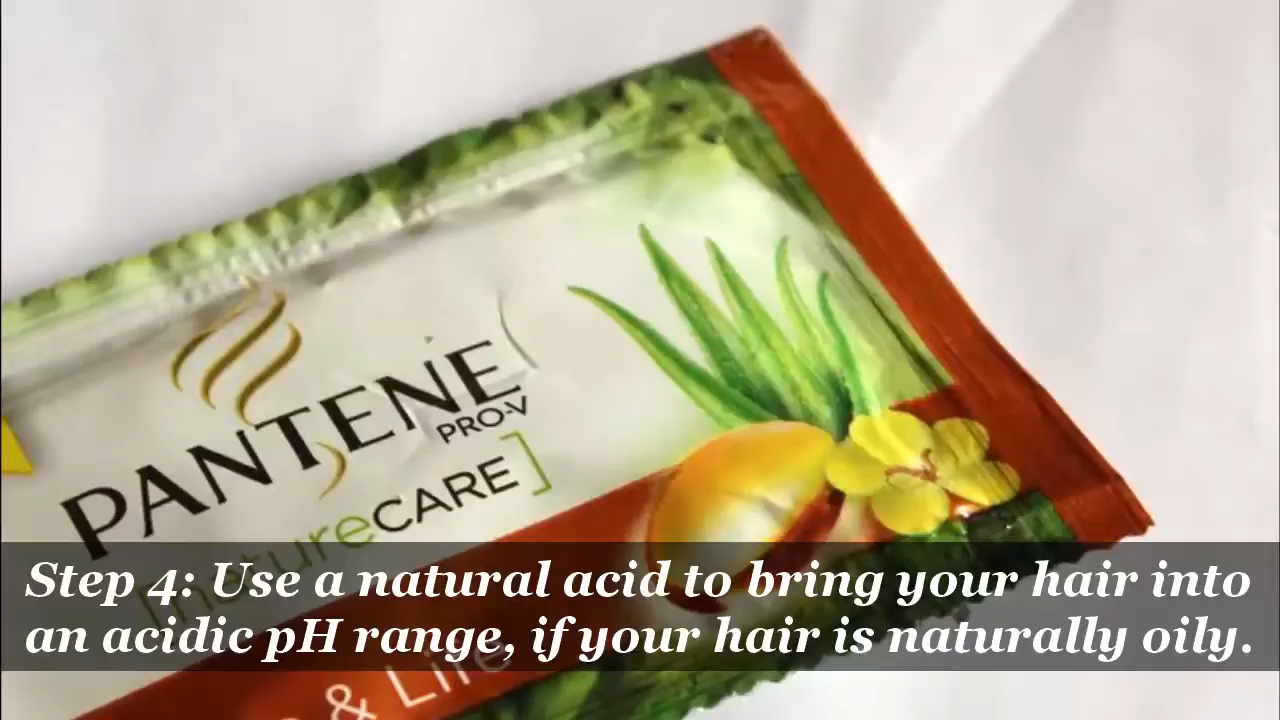 PANTENE
PRO-V
[natureCARE]
& Life
Step 4: Use a natural acid to bring your hair into
an acidic pH range, if your hair is naturally oily.